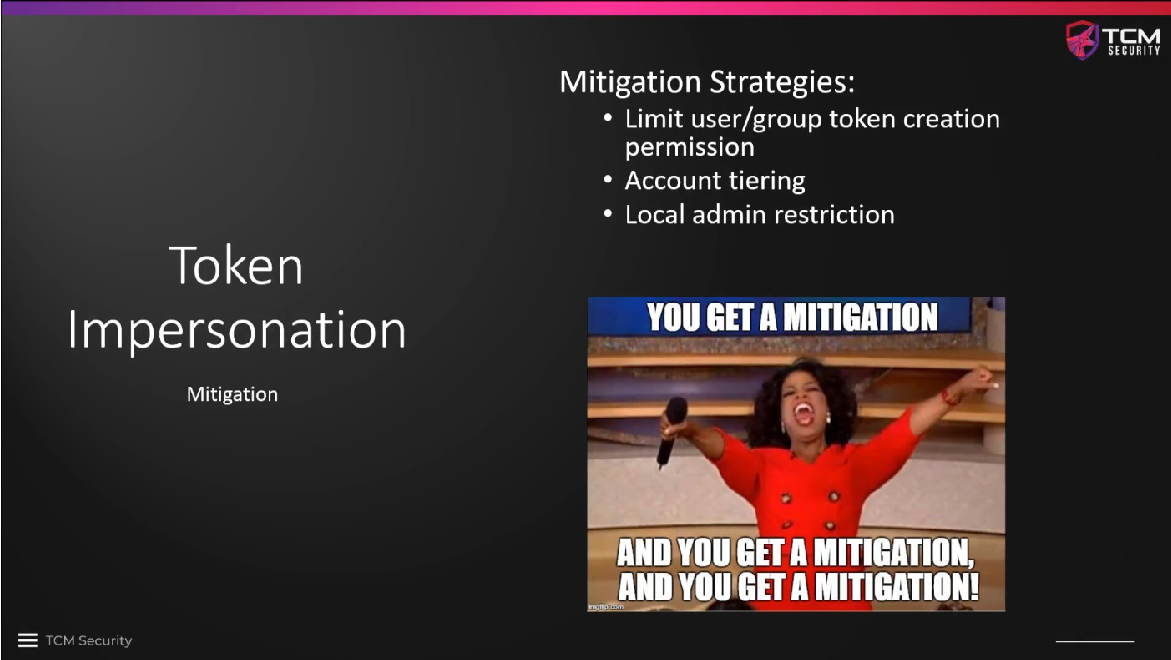 TCM
SECURITY
Mitigation Strategies:
• Limit user/group token creation
permission
• Account tiering
• Local admin restriction
Token
Impersonation
Mitigation
YOU GET A MITIGATION
AND YOU GET A MITIGATION,
AND YOU GET A MITIGATION!
imgflip.com
TCM Security